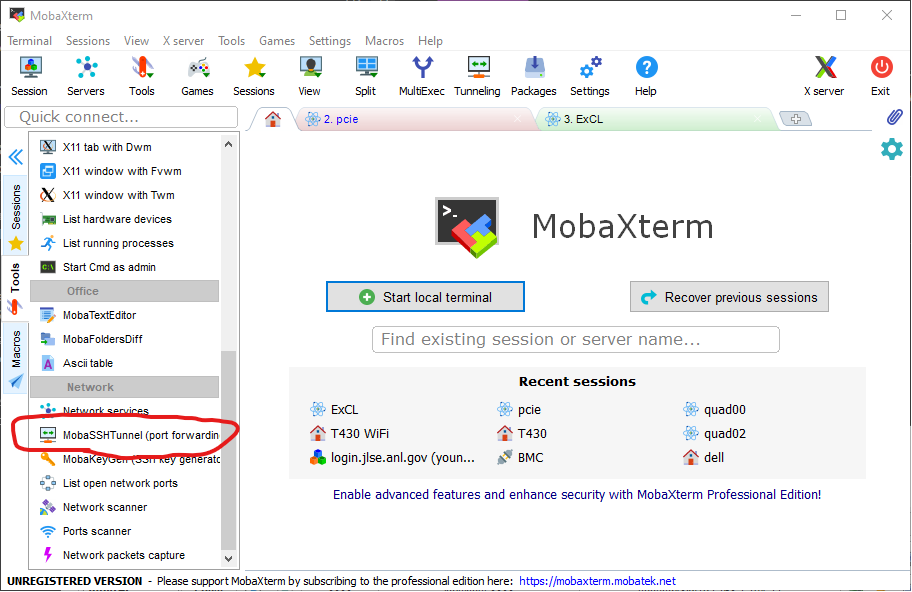 MobaXterm
Terminal Sessions View X server Tools Games Settings Macros Help
Session Servers Tools Games Sessions View Split MultiExec Tunneling Packages Settings Help X server Exit
Quick connect...
2. pcie
3. ExCL
Sessions
Tools
Macros
X11 tab with Dwm
X11 window with Fvwm
X11 window with Twm
List hardware devices
List running processes
Start Cmd as admin
Office
MobaTextEditor
MobaFoldersDiff
Ascii table
Network
Network services
MobaSSHTunnel (port forwardin
MobaKeyGen (SSH key generato
List open network ports
Network scanner
Ports scanner
Network packets capture
>_
MobaXterm
Start local terminal
Recover previous sessions
Find existing session or server name...
Recent sessions
ExCL pcie quad00
T430 WiFi T430 quad02
login.jlse.anl.gov (youn... BMC dell
Enable advanced features and enhance security with MobaXterm Professional Edition!
UNREGISTERED VERSION - Please support MobaXterm by subscribing to the professional edition here: https://mobaxterm.mobatek.net